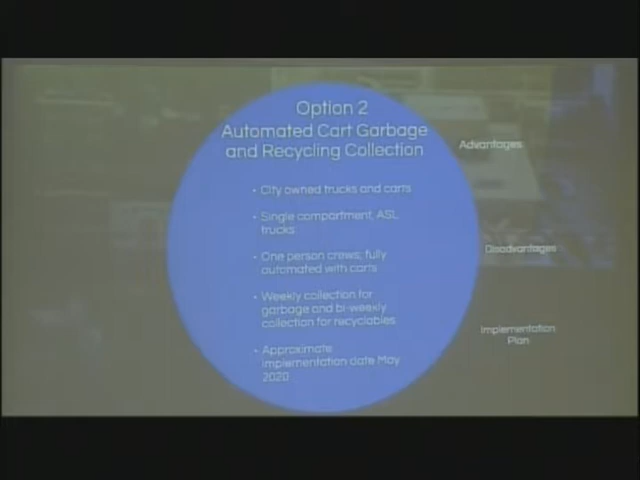 Option 2
Automated Cart Garbage
and Recycling Collection
• City owned trucks and carts
• Single compartment, ASL
trucks
• One person crews; fully
automated with carts
• Weekly collection for
garbage and bi-weekly
collection for recyclables
• Approximate
implementation date May
2020
Advantages
Disadvantages
Implementation
Plan